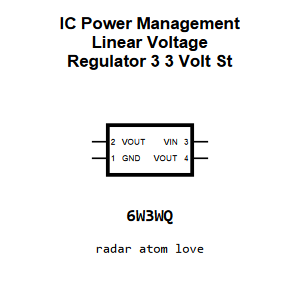 IC Power Management
Linear Voltage
Regulator 3 3 Volt St
2 VOUT VIN 3
1 GND VOUT 4
6W3WQ
radar atom love